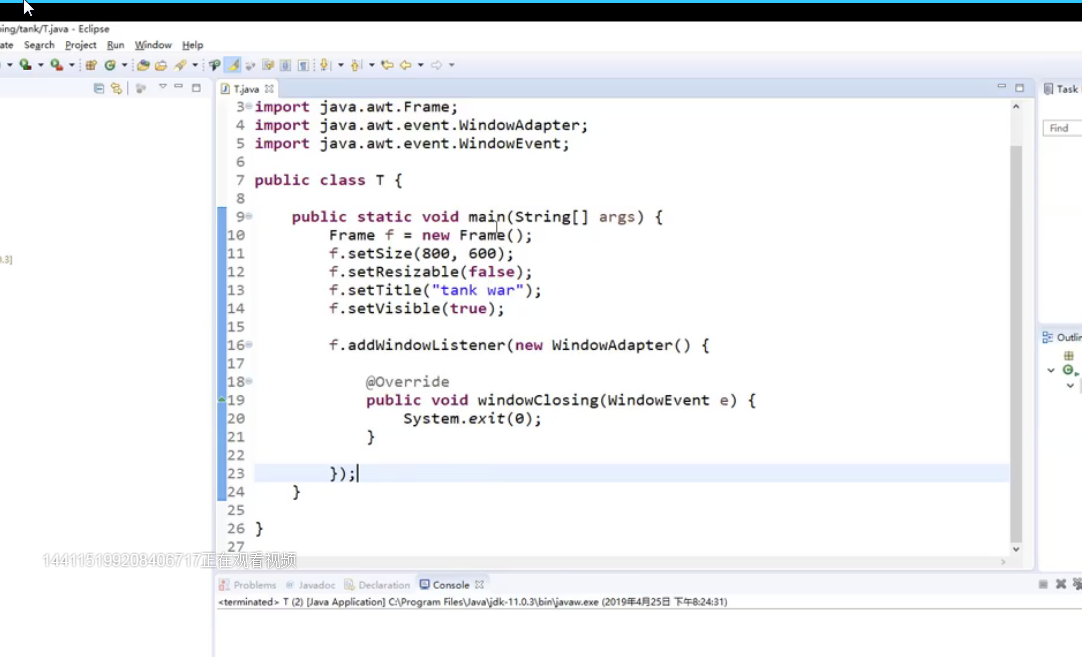 ing/tank/T.java - Eclipse
ate Search Project Run Window Help
T.java
Task
3 import java.awt.Frame;
4 import java.awt.event.WindowAdapter;
5 import java.awt.event.WindowEvent;
6
7 public class T {
8
9 public static void main(String[] args) {
10 Frame f = new Frame();
11 f.setSize(800, 600);
12 f.setResizable(false);
13 f.setTitle("tank war");
14 f.setVisible(true);
15
16 f.addWindowListener(new WindowAdapter() {
17
18 @Override
19 public void windowClosing(WindowEvent e) {
20 System.exit(0);
21 }
22
23 });
24 }
25
26 }
27
Find
.3]
Outlin
144115199208406717正在观看视频
Problems Javadoc Declaration Console
<terminated> T (2) [Java Application] C:\Program Files\Java\jdk-11.0.3\bin\javaw.exe (2019年4月25日 下午8:24:31)